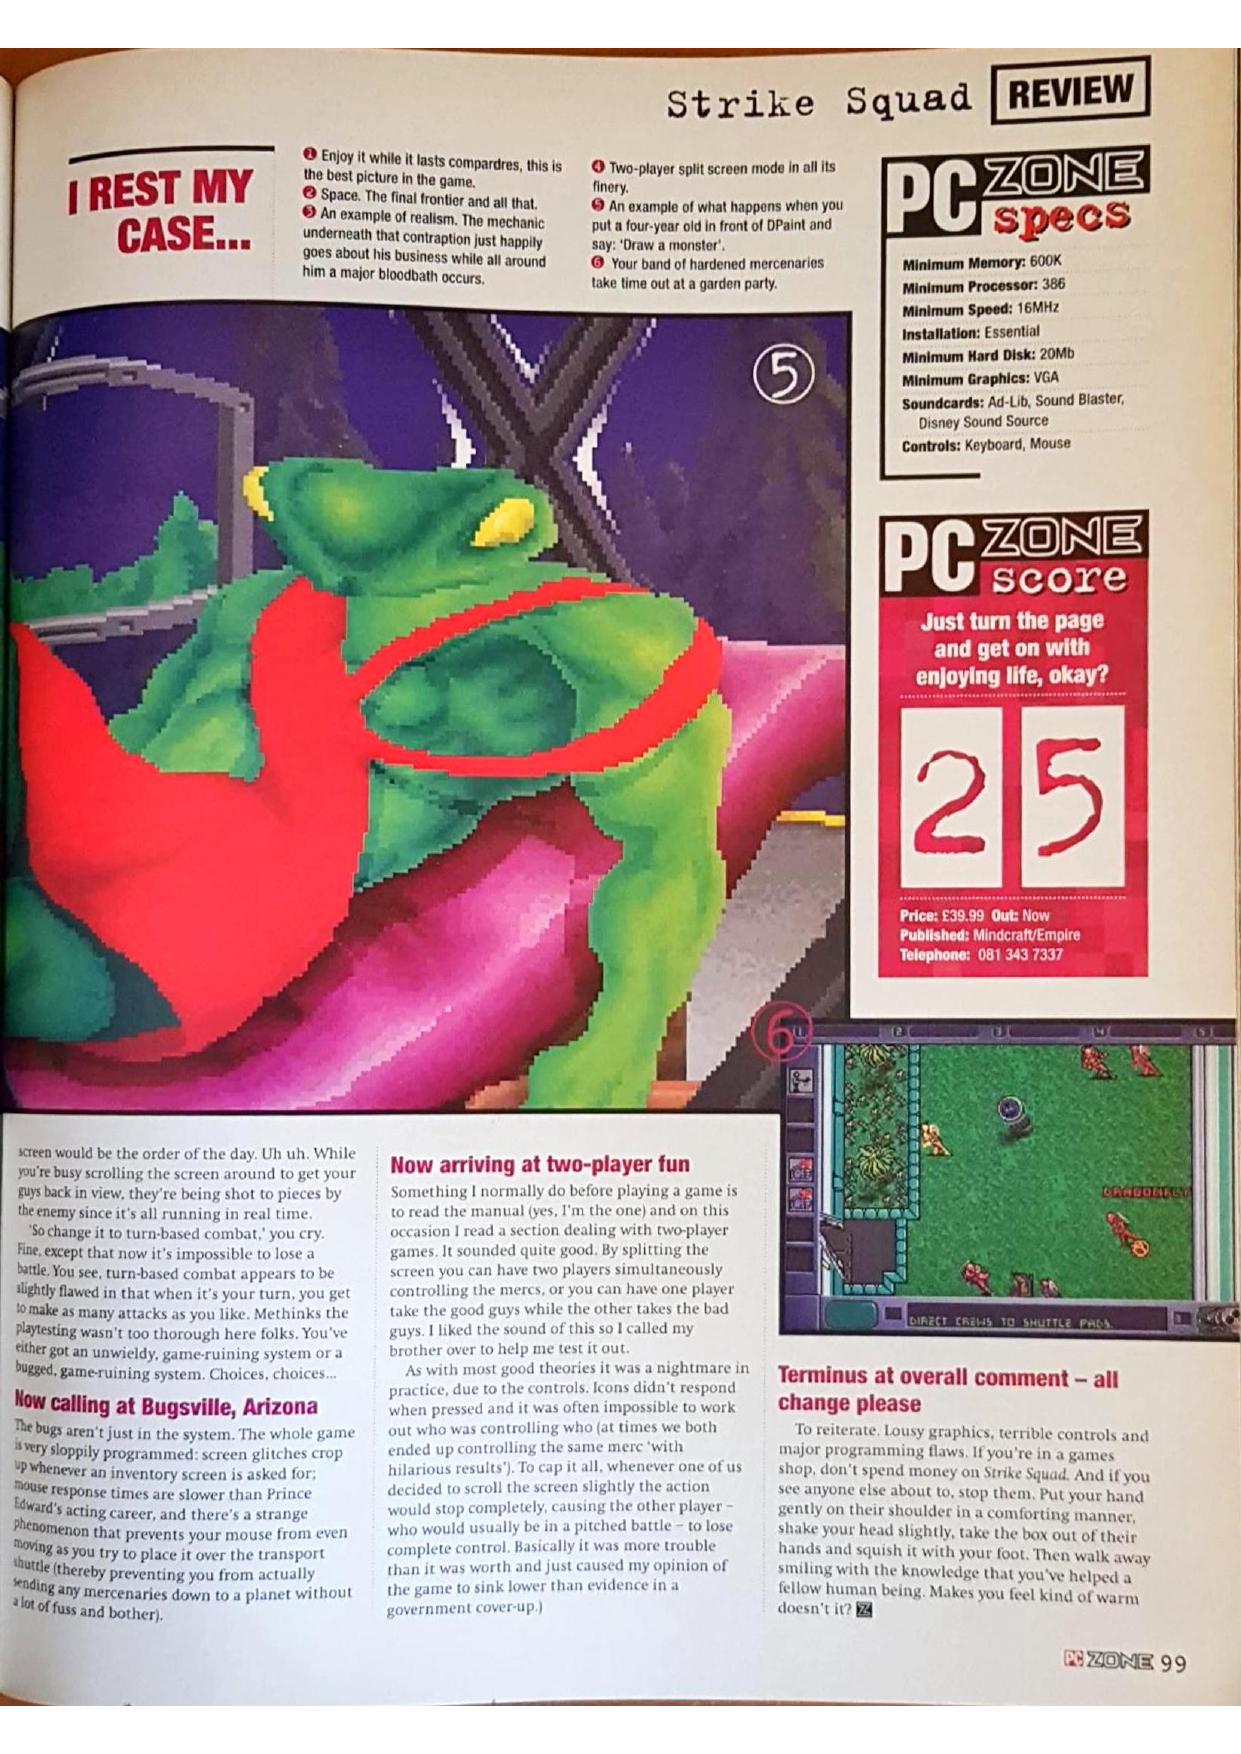 Strike Squad REVIEW
I REST MY
CASE...
1 Enjoy it while it lasts compardres, this is
the best picture in the game.
2 Space. The final frontier and all that.
3 An example of realism. The mechanic
underneath that contraption just happily
goes about his business while all around
him a major bloodbath occurs.
4 Two-player split screen mode in all its
finery.
5 An example of what happens when you
put a four-year old in front of DPaint and
say: 'Draw a monster'.
6 Your band of hardened mercenaries
take time out at a garden party.
PC ZONE
specs
Minimum Memory: 600K
Minimum Processor: 386
Minimum Speed: 16MHz
Installation: Essential
Minimum Hard Disk: 20Mb
Minimum Graphics: VGA
Soundcards: Ad-Lib, Sound Blaster,
Disney Sound Source
Controls: Keyboard, Mouse
5
PC ZONE
score
Just turn the page
and get on with
enjoying life, okay?
25
Price: £39.99 Out: Now
Published: Mindcraft/Empire
Telephone: 081 343 7337
6
(1 (2 (3( (4( (5(
DRAGONFLY
DIRECT CREWS TO SHUTTLE PADS.
screen would be the order of the day. Uh uh. While
you're busy scrolling the screen around to get your
guys back in view, they're being shot to pieces by
the enemy since it's all running in real time.
'So change it to turn-based combat,' you cry.
Fine, except that now it's impossible to lose a
battle. You see, turn-based combat appears to be
slightly flawed in that when it's your turn, you get
to make as many attacks as you like. Methinks the
playtesting wasn't too thorough here folks. You've
either got an unwieldy, game-ruining system or a
bugged, game-ruining system. Choices, choices...
Now calling at Bugsville, Arizona
The bugs aren't just in the system. The whole game
is very sloppily programmed: screen glitches crop
up whenever an inventory screen is asked for;
mouse response times are slower than Prince
Edward's acting career, and there's a strange
phenomenon that prevents your mouse from even
moving as you try to place it over the transport
shuttle (thereby preventing you from actually
sending any mercenaries down to a planet without
a lot of fuss and bother).
Now arriving at two-player fun
Something I normally do before playing a game is
to read the manual (yes, I'm the one) and on this
occasion I read a section dealing with two-player
games. It sounded quite good. By splitting the
screen you can have two players simultaneously
controlling the mercs, or you can have one player
take the good guys while the other takes the bad
guys. I liked the sound of this so I called my
brother over to help me test it out.
As with most good theories it was a nightmare in
practice, due to the controls. Icons didn't respond
when pressed and it was often impossible to work
out who was controlling who (at times we both
ended up controlling the same merc 'with
hilarious results'). To cap it all, whenever one of us
decided to scroll the screen slightly the action
would stop completely, causing the other player –
who would usually be in a pitched battle – to lose
complete control. Basically it was more trouble
than it was worth and just caused my opinion of
the game to sink lower than evidence in a
government cover-up.)
Terminus at overall comment – all
change please
To reiterate. Lousy graphics, terrible controls and
major programming flaws. If you're in a games
shop, don't spend money on Strike Squad. And if you
see anyone else about to, stop them. Put your hand
gently on their shoulder in a comforting manner,
shake your head slightly, take the box out of their
hands and squish it with your foot. Then walk away
smiling with the knowledge that you've helped a
fellow human being. Makes you feel kind of warm
doesn't it? Z
PC ZONE 99